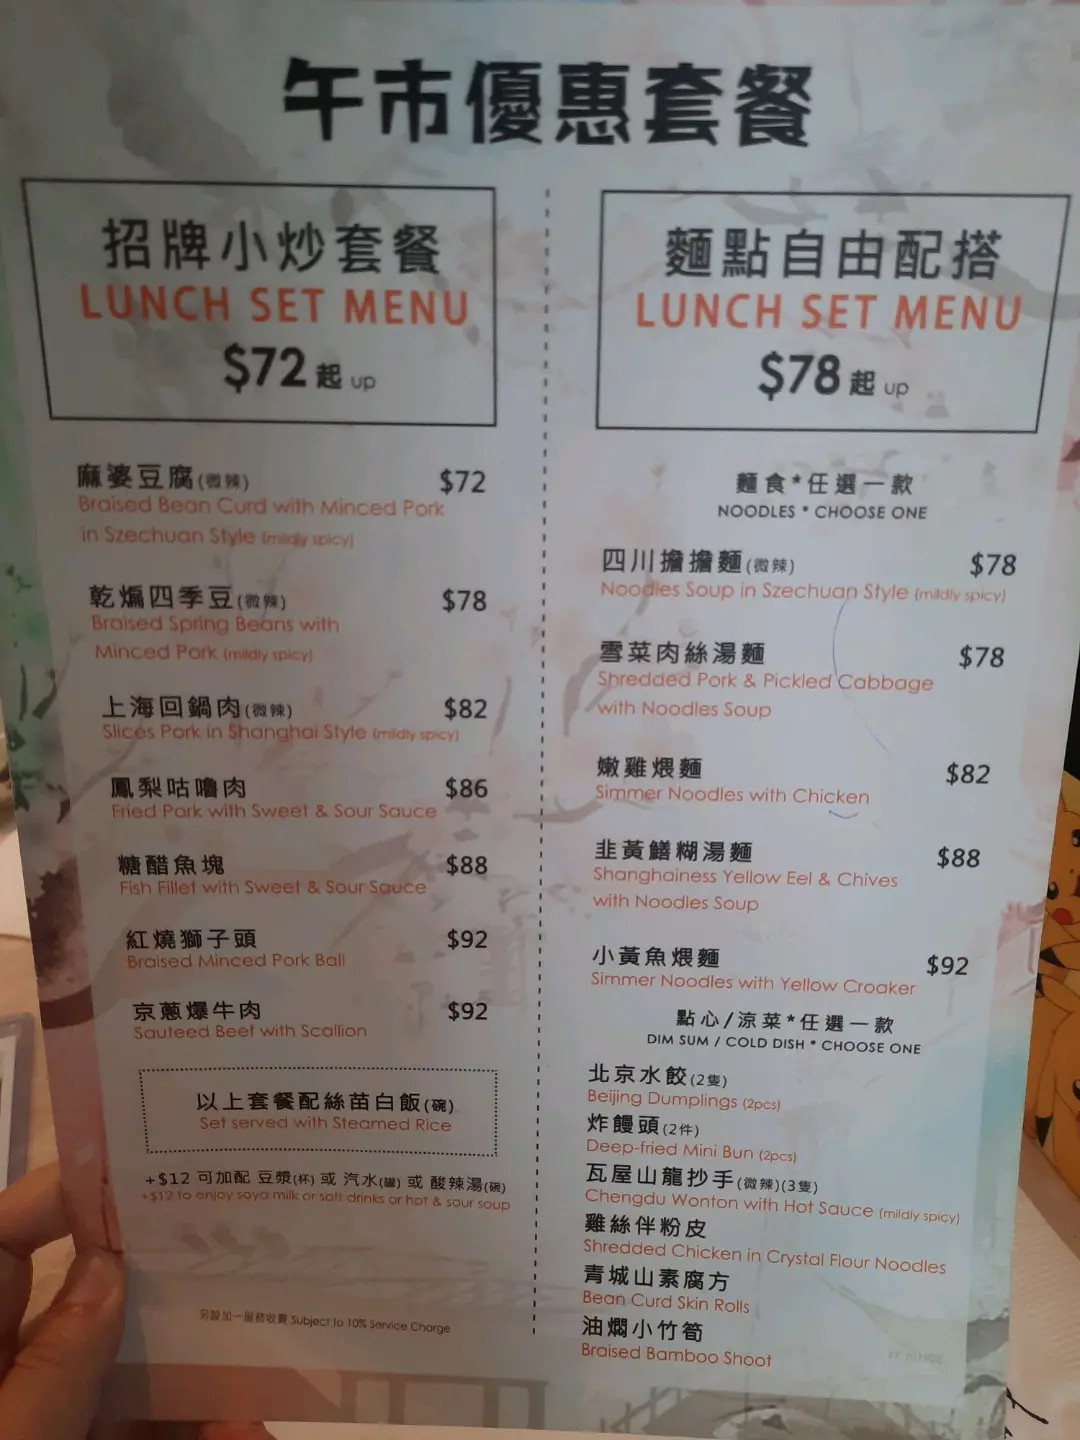 午市優惠套餐
招牌小炒套餐
LUNCH SET MENU
$72起 up
麻婆豆腐(微辣) $72
Braised Bean Curd with Minced Pork
in Szechuan Style (mildly spicy)
乾煸四季豆(微辣) $78
Braised Spring Beans with
Minced Pork (mildly spicy)
上海回鍋肉(微辣) $82
Slices Pork in Shanghai Style (mildly spicy)
鳳梨咕嚕肉 $86
Fried Pork with Sweet & Sour Sauce
糖醋魚塊 $88
Fish Fillet with Sweet & Sour Sauce
紅燒獅子頭 $92
Braised Minced Pork Ball
京蔥爆牛肉 $92
Sauteed Beef with Scallion
以上套餐配絲苗白飯(碗)
Set served with Steamed Rice
+$12 可加配 豆漿(杯) 或 汽水(罐) 或 酸辣湯(碗)
+$12 to enjoy soya milk or soft drinks or hot & sour soup
另設加一服務收費 Subject to 10% Service Charge
麵點自由配搭
LUNCH SET MENU
$78起 up
麵食*任選一款
NOODLES * CHOOSE ONE
四川擔擔麵(微辣) $78
Noodles Soup in Szechuan Style (mildly spicy)
雪菜肉絲湯麵 $78
Shredded Pork & Pickled Cabbage
with Noodles Soup
嫩雞煨麵 $82
Simmer Noodles with Chicken
韭黃鱔糊湯麵 $88
Shanghainess Yellow Eel & Chives
with Noodles Soup
小黃魚煨麵 $92
Simmer Noodles with Yellow Croaker
點心/涼菜*任選一款
DIM SUM / COLD DISH * CHOOSE ONE
北京水餃(2隻)
Beijing Dumplings (2pcs)
炸饅頭(2件)
Deep-fried Mini Bun (2pcs)
瓦屋山龍抄手(微辣)(3隻)
Chengdu Wonton with Hot Sauce (mildly spicy)
雞絲伴粉皮
Shredded Chicken in Crystal Flour Noodles
青城山素腐方
Bean Curd Skin Rolls
油燜小竹筍
Braised Bamboo Shoot